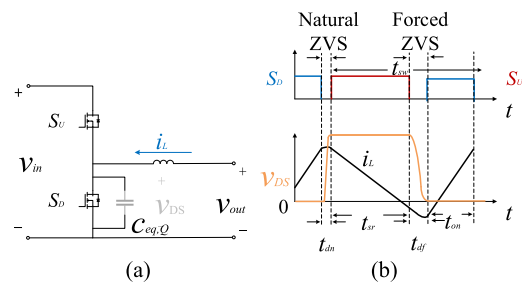 +
S_U
i_L
+
v_in
S_D
v_DS
v_out
−
c_eq,Q
−
(a)
Natural
ZVS
Forced
ZVS
t_sw
S_D
S_U
t
i_L
v_DS
0
t
t_sr
t_on
t_dn
t_df
(b)